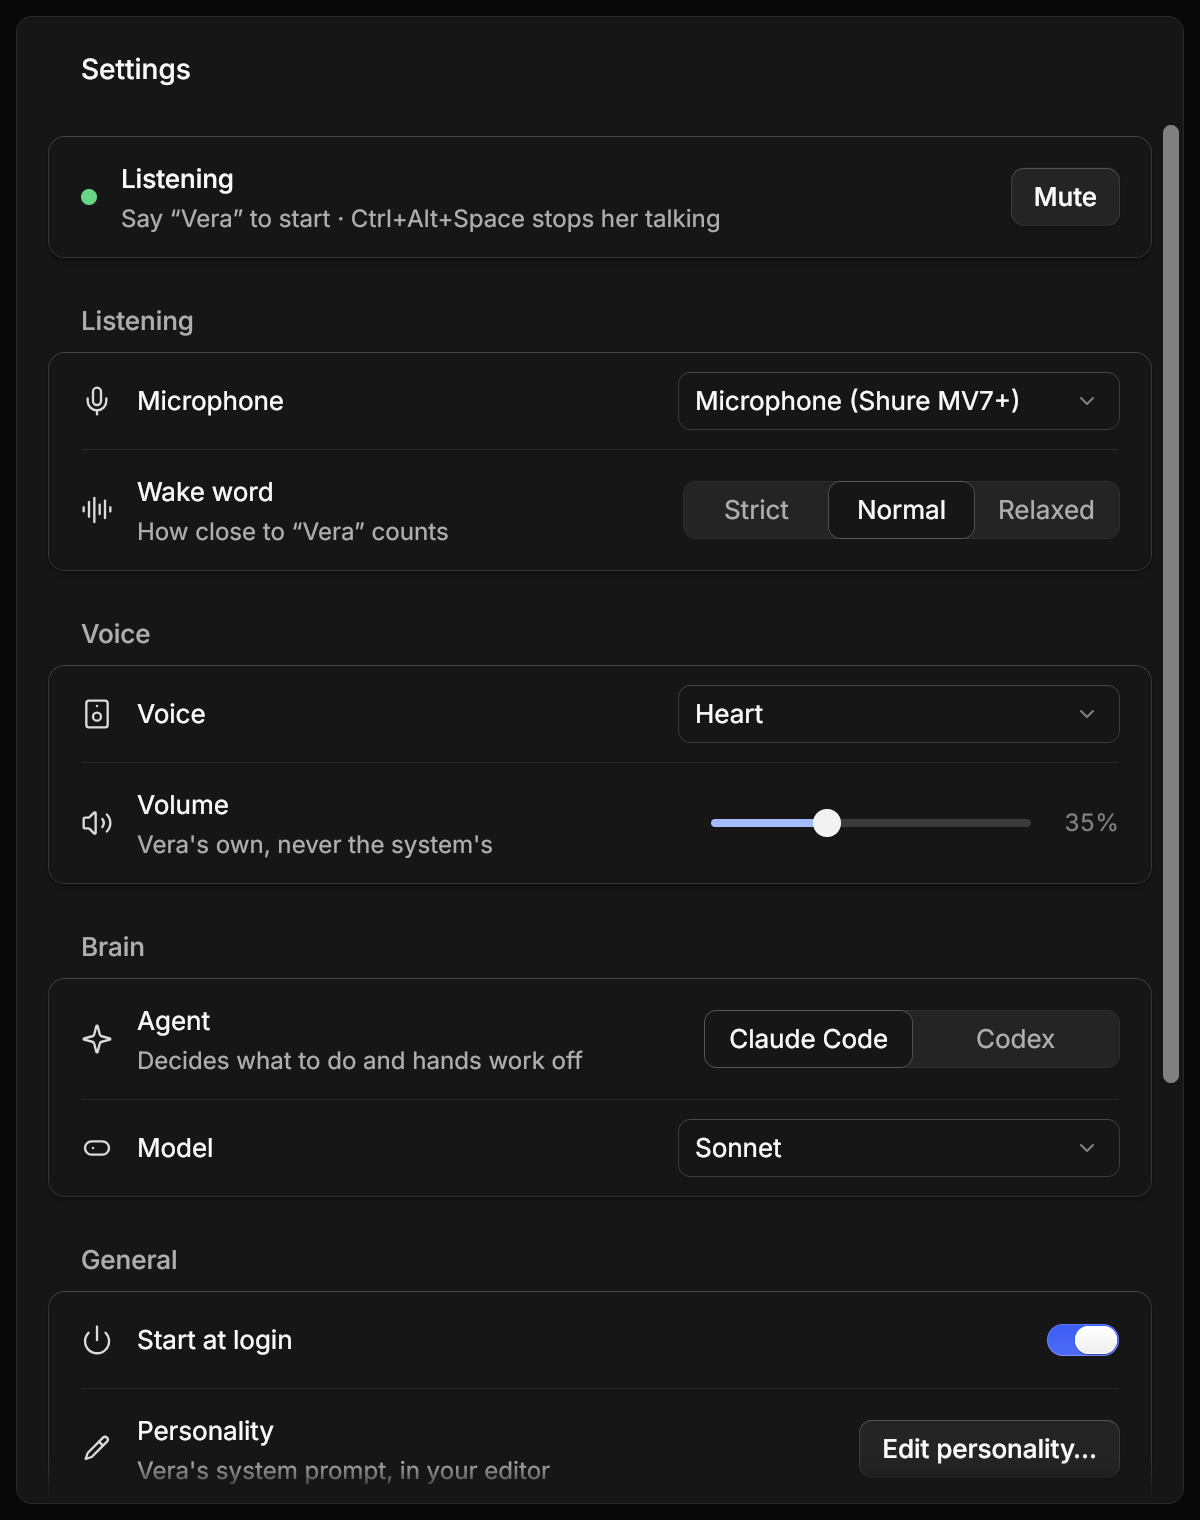 Settings
Listening
Say “Vera” to start · Ctrl+Alt+Space stops her talking
Mute
Listening
Microphone
Microphone (Shure MV7+)
Wake word
How close to “Vera” counts
Strict
Normal
Relaxed
Voice
Voice
Heart
Volume
Vera's own, never the system's
35%
Brain
Agent
Decides what to do and hands work off
Claude Code
Codex
Model
Sonnet
General
Start at login
Personality
Vera's system prompt, in your editor
Edit personality...